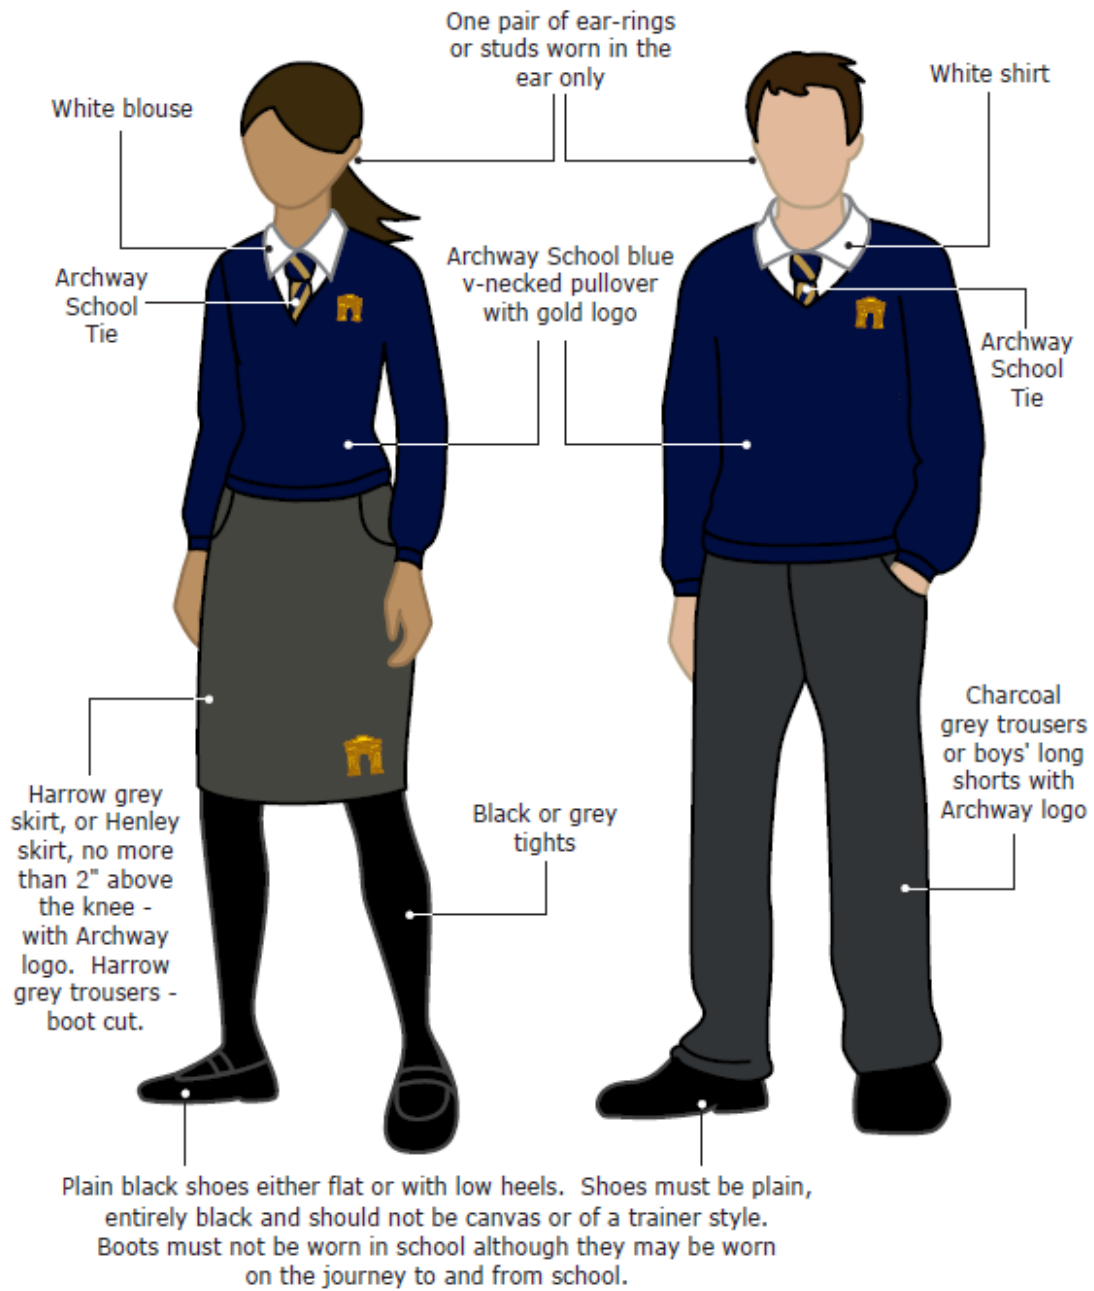 One pair of ear-rings
or studs worn in the
ear only
White shirt
White blouse
Archway
School
Tie
Archway School blue
v-necked pullover
with gold logo
Archway
School
Tie
Charcoal
grey trousers
or boys' long
shorts with
Archway logo
Harrow grey
skirt, or Henley
skirt, no more
than 2" above
the knee -
with Archway
logo.  Harrow
grey trousers -
boot cut.
Black or grey
tights
Plain black shoes either flat or with low heels.  Shoes must be plain,
entirely black and should not be canvas or of a trainer style.
Boots must not be worn in school although they may be worn
on the journey to and from school.